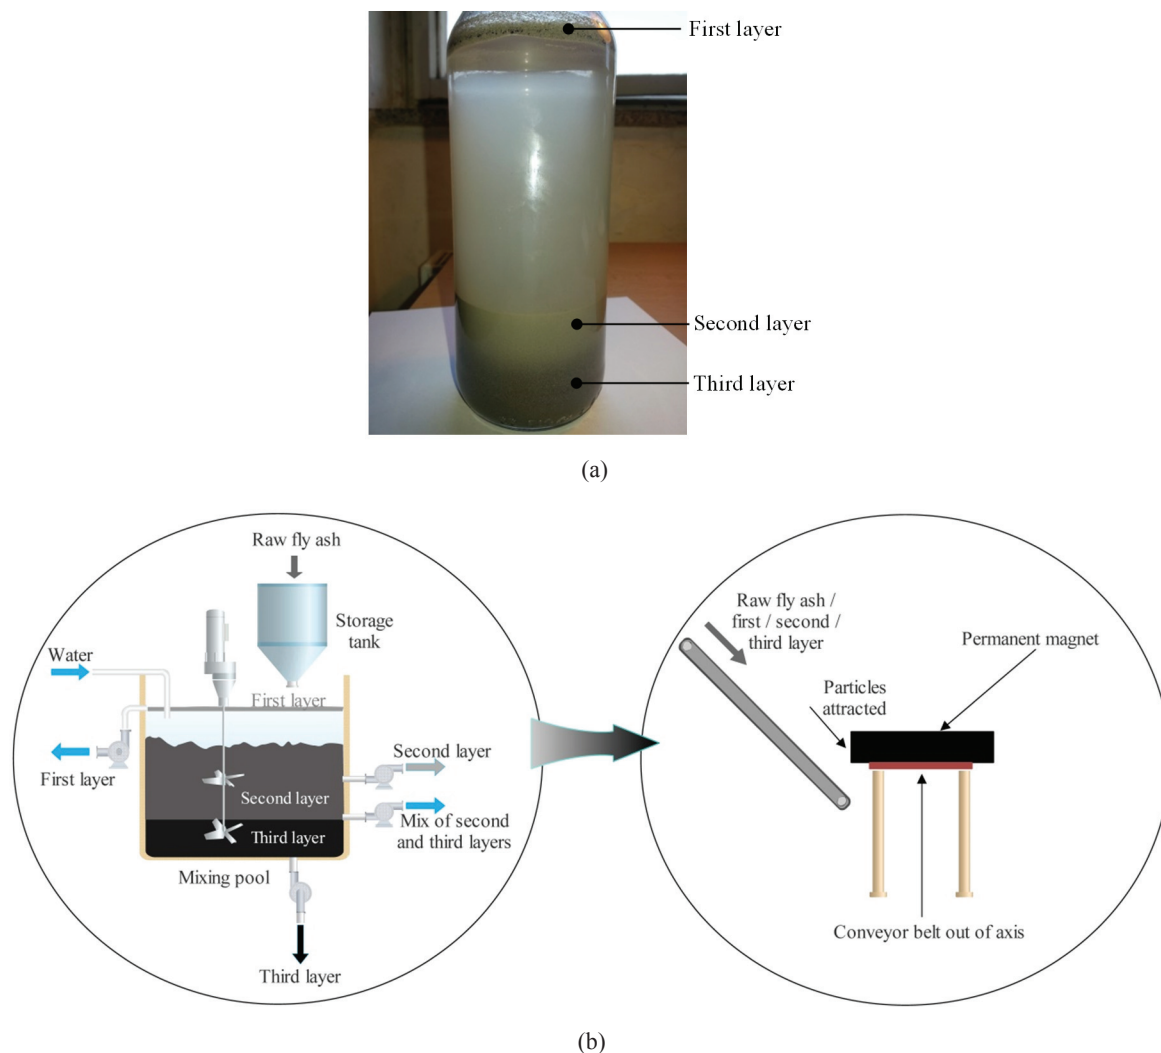 First layer
Second layer
Third layer
(a)
Raw fly ash
Storage
tank
Water
First layer
First layer
Second layer
Second layer
Third layer
Mix of second
and third layers
Mixing pool
Third layer
Raw fly ash /
first / second /
third layer
Permanent magnet
Particles
attracted
Conveyor belt out of axis
(b)